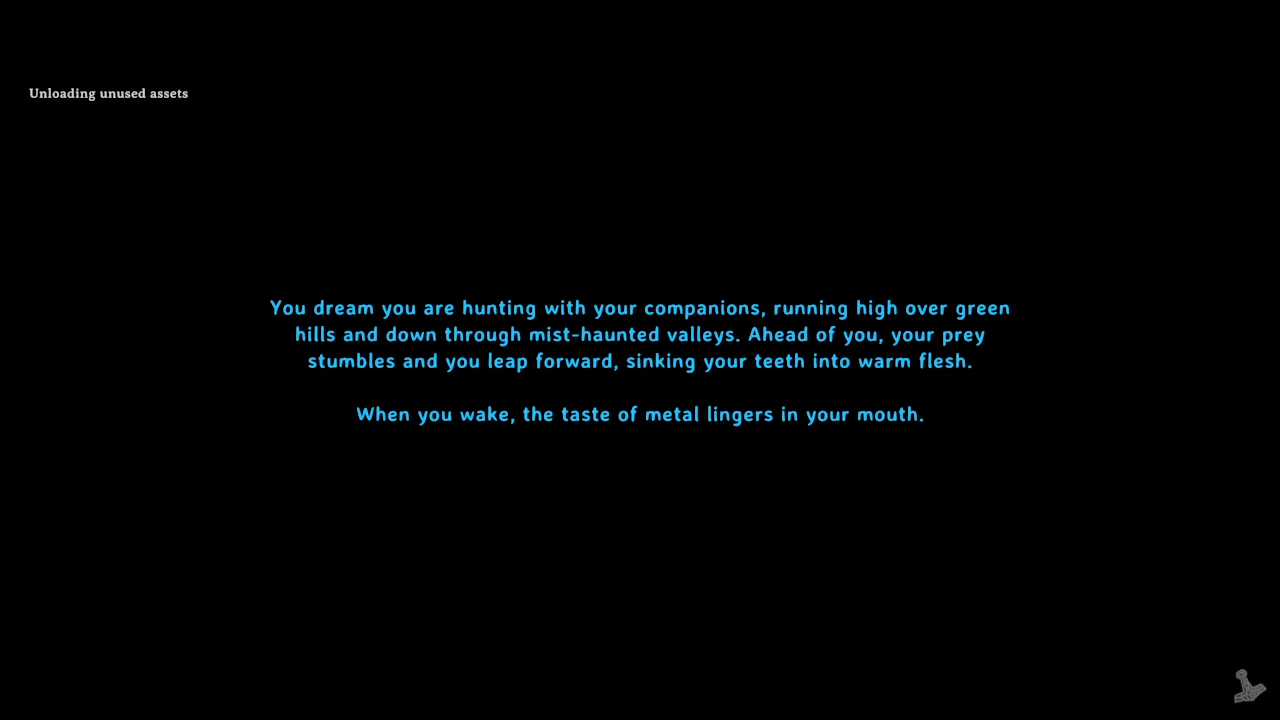 Unloading unused assets
You dream you are hunting with your companions, running high over green
hills and down through mist-haunted valleys. Ahead of you, your prey
stumbles and you leap forward, sinking your teeth into warm flesh.
When you wake, the taste of metal lingers in your mouth.